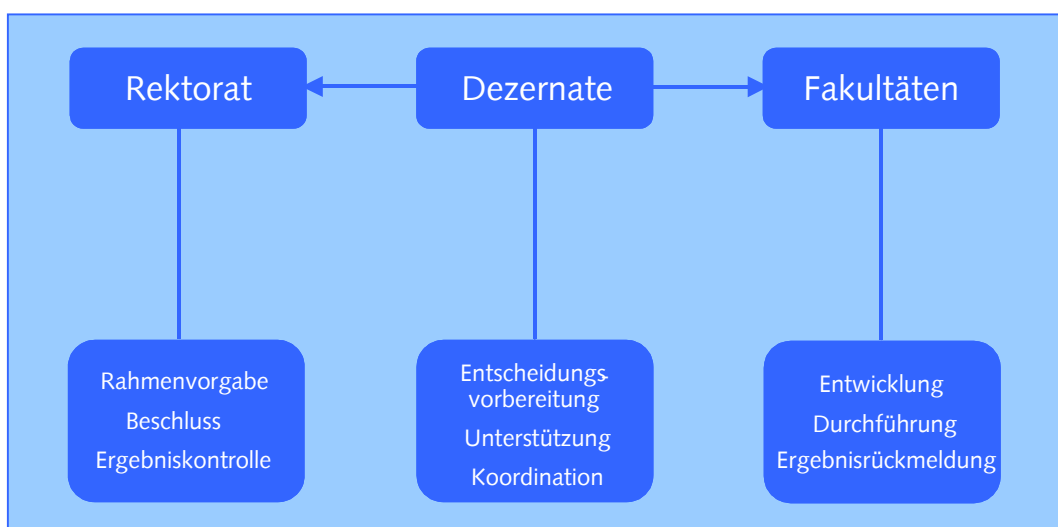 Rektorat
Dezernate
Fakultäten
Rahmenvorgabe
Beschluss
Ergebniskontrolle
Entscheidungs-
vorbereitung
Unterstützung
Koordination
Entwicklung
Durchführung
Ergebnisrückmeldung